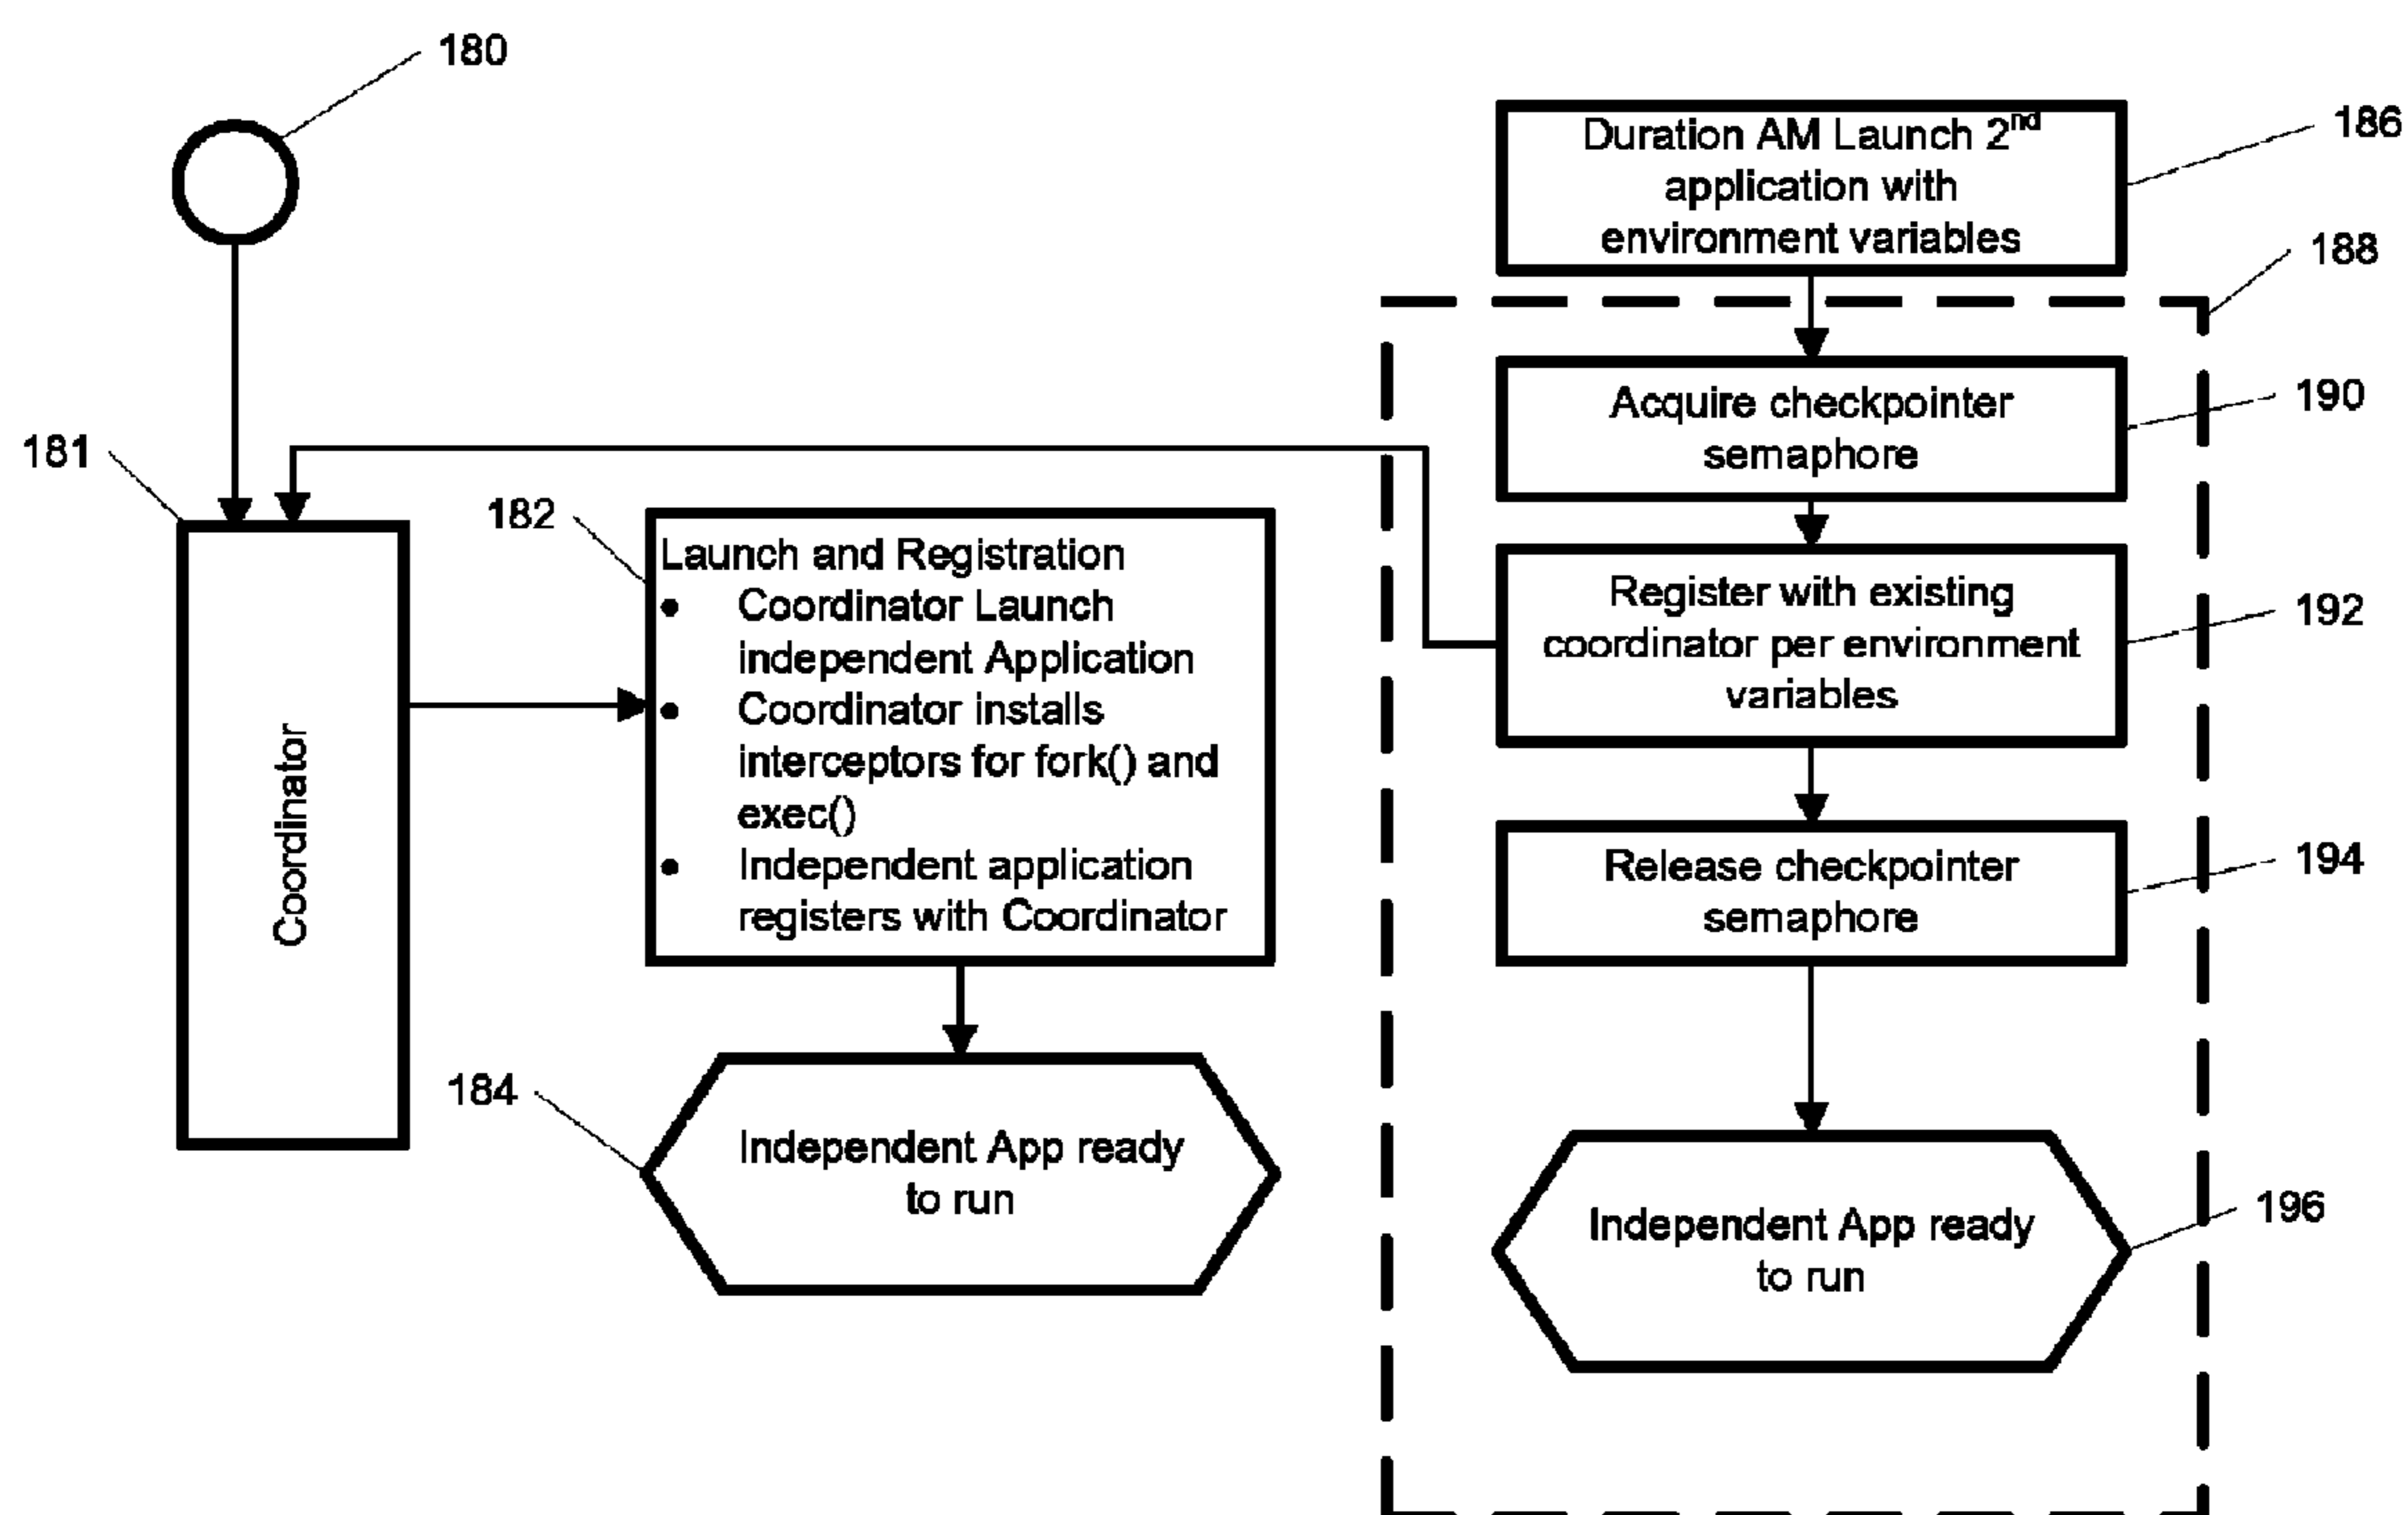 180
Duration AM Launch 2nd
application with
environment variables
186
188
Acquire checkpointer
semaphore
190
181
182
Launch and Registration
• Coordinator Launch
independent Application
• Coordinator installs
interceptors for fork() and
exec()
• Independent application
registers with Coordinator
Coordinator
Register with existing
coordinator per environment
variables
192
Release checkpointer
semaphore
194
184
Independent App ready
to run
Independent App ready
to run
196